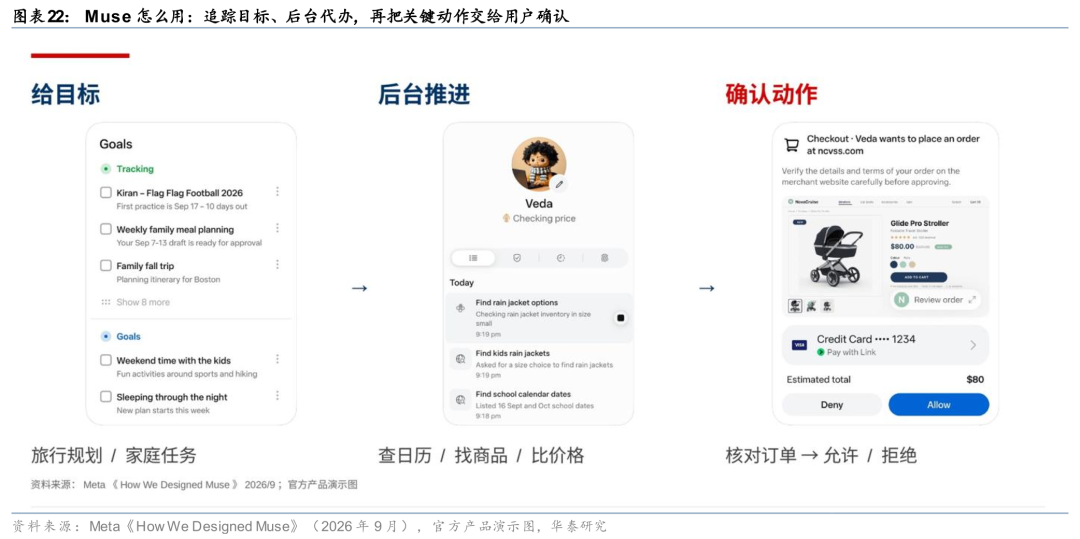 图表22： Muse 怎么用：追踪目标、后台代办，再把关键动作交给用户确认
给目标
Goals
Tracking
Kiran – Flag Flag Football 2026
First practice is Sep 17 – 10 days out
Weekly family meal planning
Your Sep 7-13 draft is ready for approval
Family fall trip
Planning itinerary for Boston
Show 8 more
Goals
Weekend time with the kids
Fun activities around sports and hiking
Sleeping through the night
New plan starts this week
旅行规划 / 家庭任务
→
后台推进
Veda
Checking price
Today
Find rain jacket options
Checking rain jacket inventory in size
small
9:19 pm
Find kids rain jackets
Asked for a size choice to find rain jackets
9:19 pm
Find school calendar dates
Listed 16 Sept and Oct school dates
9:18 pm
查日历 / 找商品 / 比价格
→
确认动作
Checkout · Veda wants to place an order
at ncvss.com
Verify the details and terms of your order on the
merchant website carefully before approving.
Glide Pro Stroller
$80.00
ADD TO CART
N Review order
VISA
Credit Card •••• 1234
Pay with Link
Estimated total $80
Deny Allow
核对订单 → 允许 / 拒绝
资料来源： Meta 《 How We Designed Muse 》 2026/9 ；官方产品演示图
资料来源：Meta《How We Designed Muse》（2026 年 9 月），官方产品演示图，华泰研究